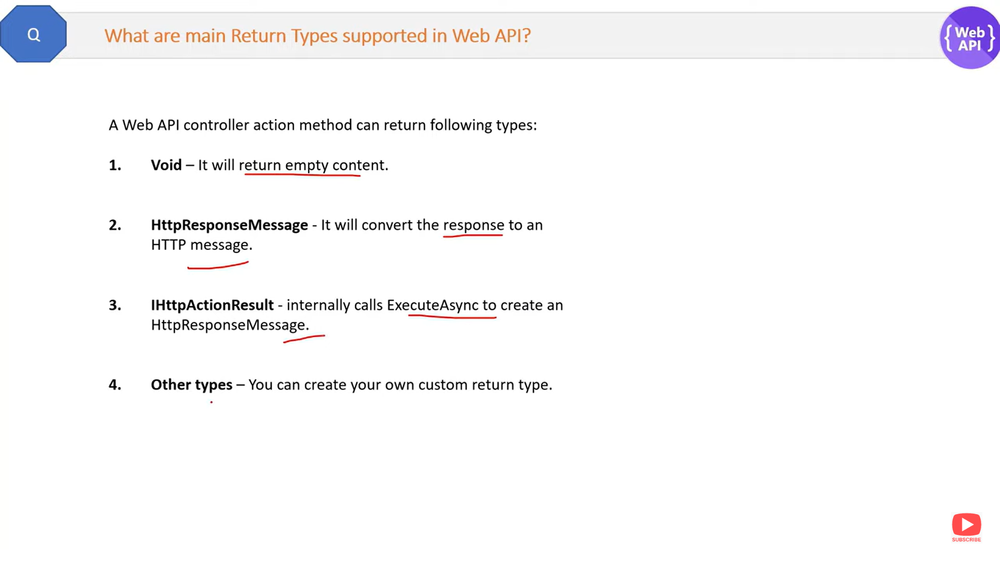 Q
What are main Return Types supported in Web API?
{ Web API }
A Web API controller action method can return following types:
1. Void – It will return empty content.
2. HttpResponseMessage - It will convert the response to an
HTTP message.
3. IHttpActionResult - internally calls ExecuteAsync to create an
HttpResponseMessage.
4. Other types – You can create your own custom return type.
SUBSCRIBE